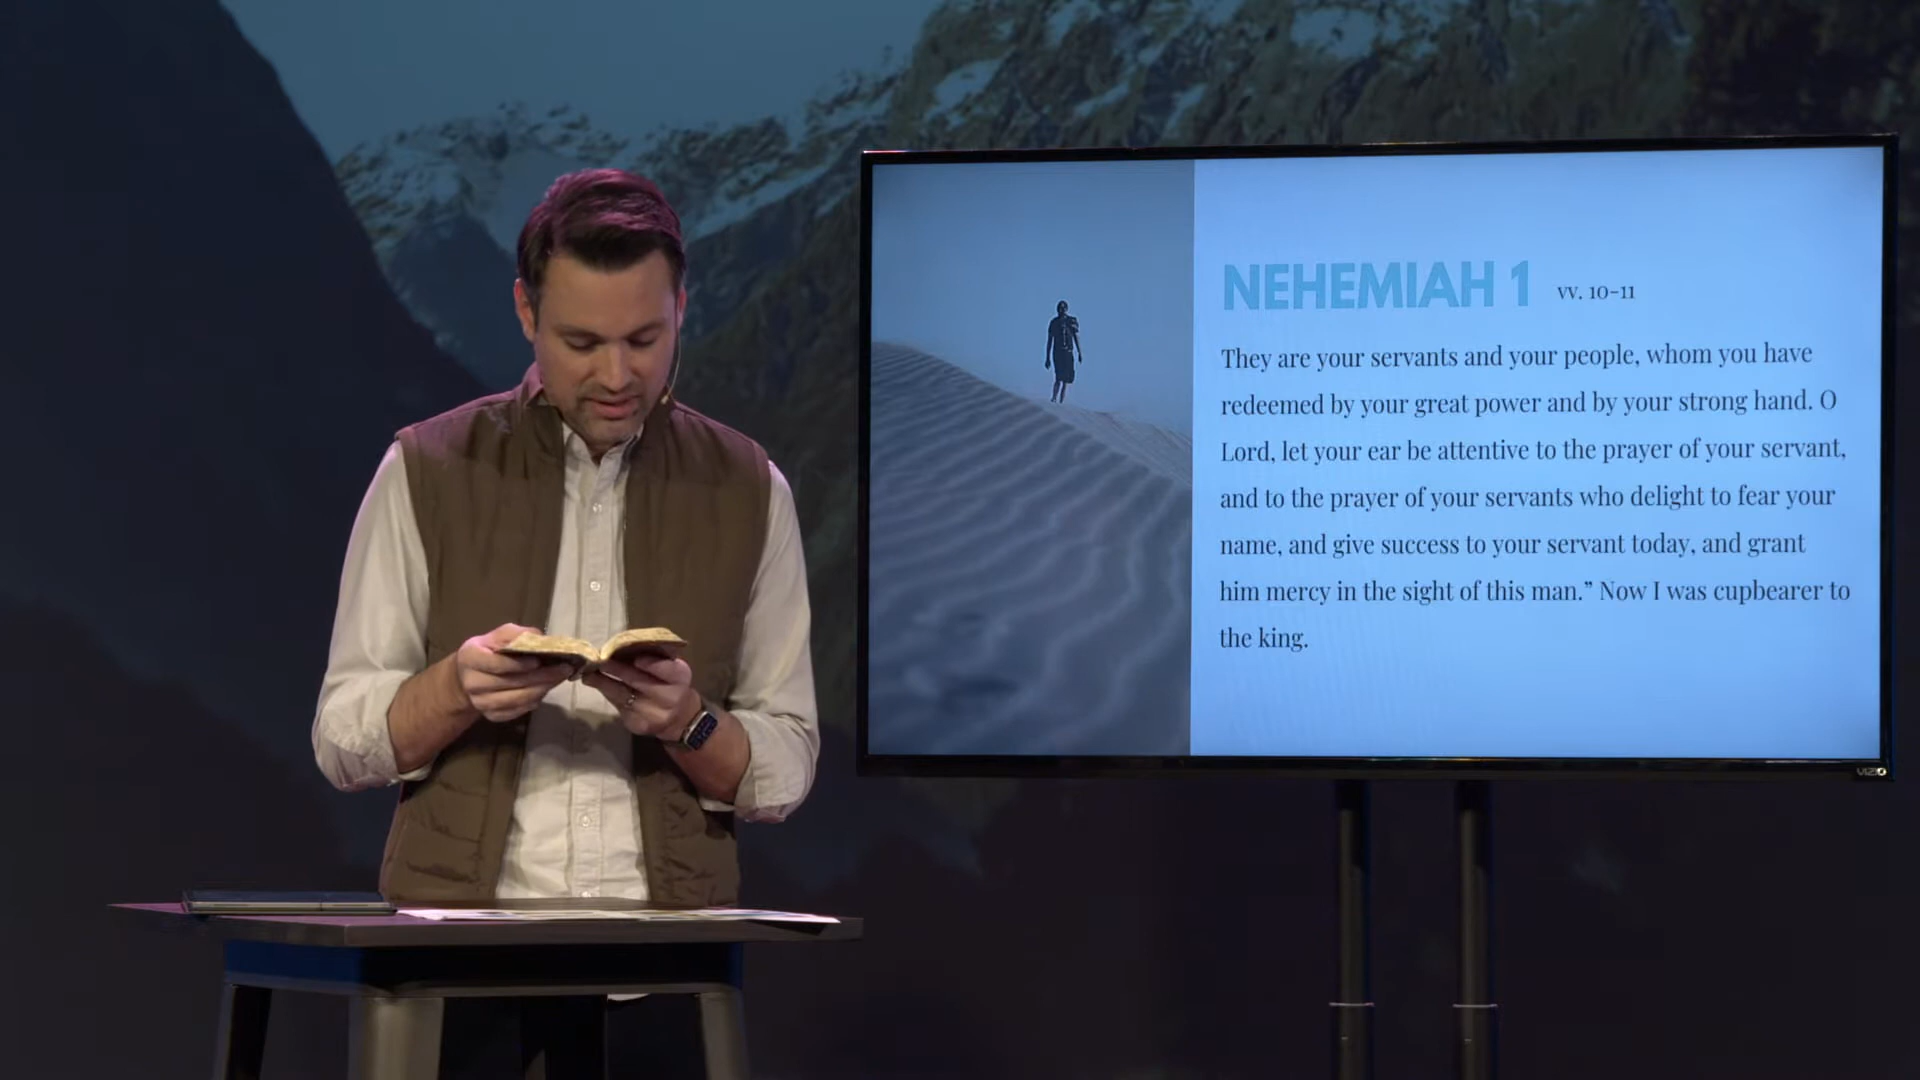 NEHEMIAH 1 vv. 10-11
They are your servants and your people, whom you have
redeemed by your great power and by your strong hand. O
Lord, let your ear be attentive to the prayer of your servant,
and to the prayer of your servants who delight to fear your
name, and give success to your servant today, and grant
him mercy in the sight of this man.” Now I was cupbearer to
the king.
VIZIO